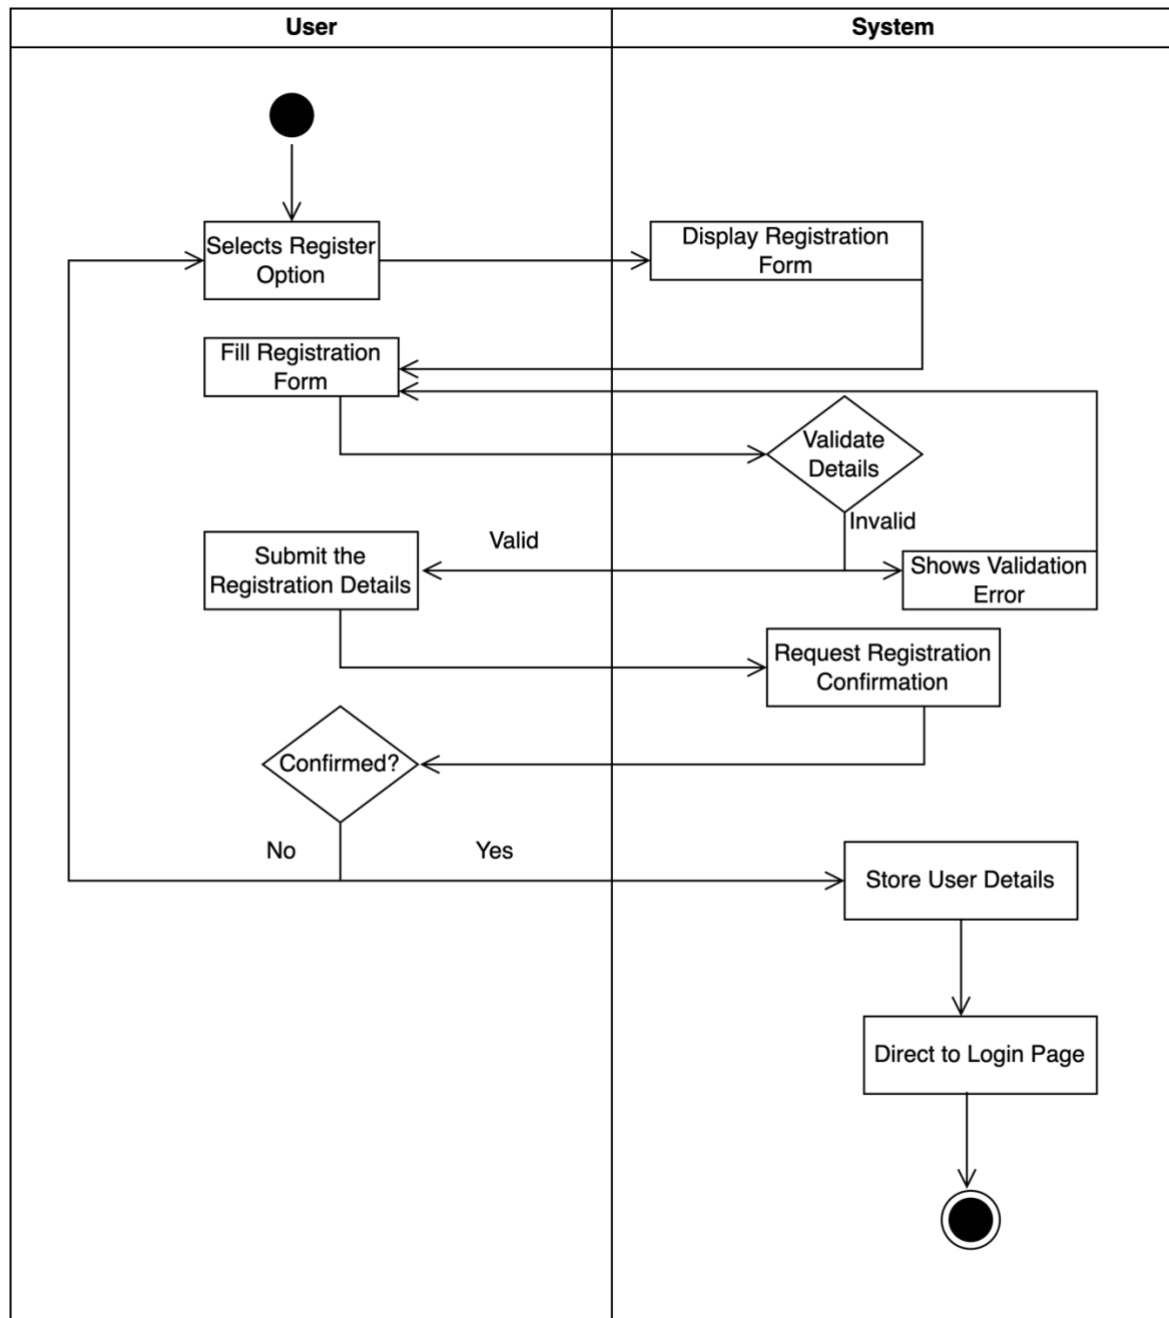 User
System
Selects Register
Option
Display Registration
Form
Fill Registration
Form
Validate
Details
Invalid
Valid
Submit the
Registration Details
Shows Validation
Error
Request Registration
Confirmation
Confirmed?
No
Yes
Store User Details
Direct to Login Page